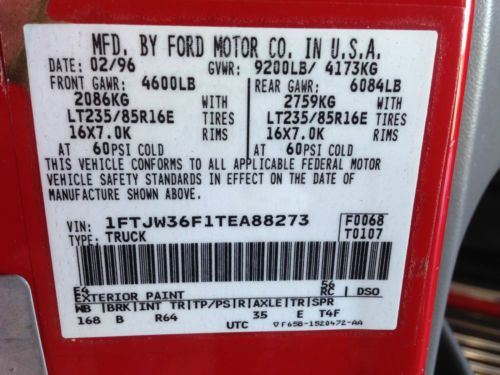 MFD. BY FORD MOTOR CO. IN U.S.A.
DATE: 02/96 GVWR: 9200LB/ 4173KG
FRONT GAWR: 4600LB REAR GAWR: 6084LB
2086KG WITH 2759KG WITH
LT235/85R16E TIRES LT235/85R16E TIRES
16X7.0K RIMS 16X7.0K RIMS
AT 60PSI COLD AT 60PSI COLD
THIS VEHICLE CONFORMS TO ALL APPLICABLE FEDERAL MOTOR
VEHICLE SAFETY STANDARDS IN EFFECT ON THE DATE OF
MANUFACTURE SHOWN ABOVE.
VIN: 1FTJW36F1TEA88273 F0068
TYPE: TRUCK T0107
E4 56
EXTERIOR PAINT RC DSO
WB BRK INT TR TP/PS R AXLE TR SPR
168 B R64 35 E T4F
UTC F65B-1520472-AA